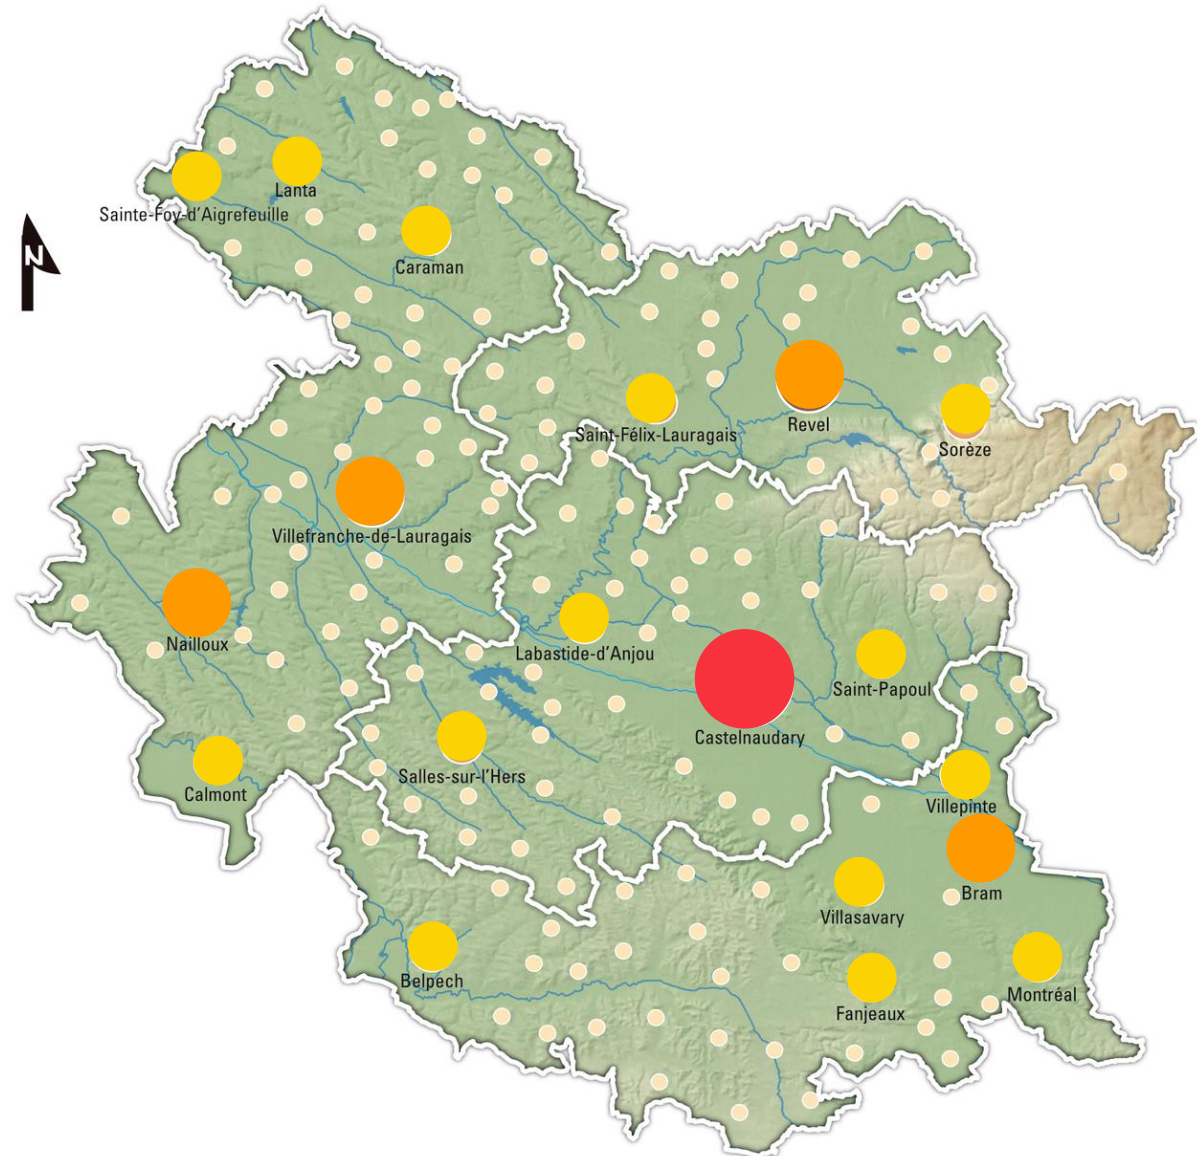 Lanta
Sainte-Foy-d'Aigrefeuille
Caraman
N
Revel
Saint-Félix-Lauragais
Sorèze
Villefranche-de-Lauragais
Nailloux
Labastide-d'Anjou
Saint-Papoul
Castelnaudary
Salles-sur-l'Hers
Calmont
Villepinte
Bram
Villasavary
Belpech
Montréal
Fanjeaux